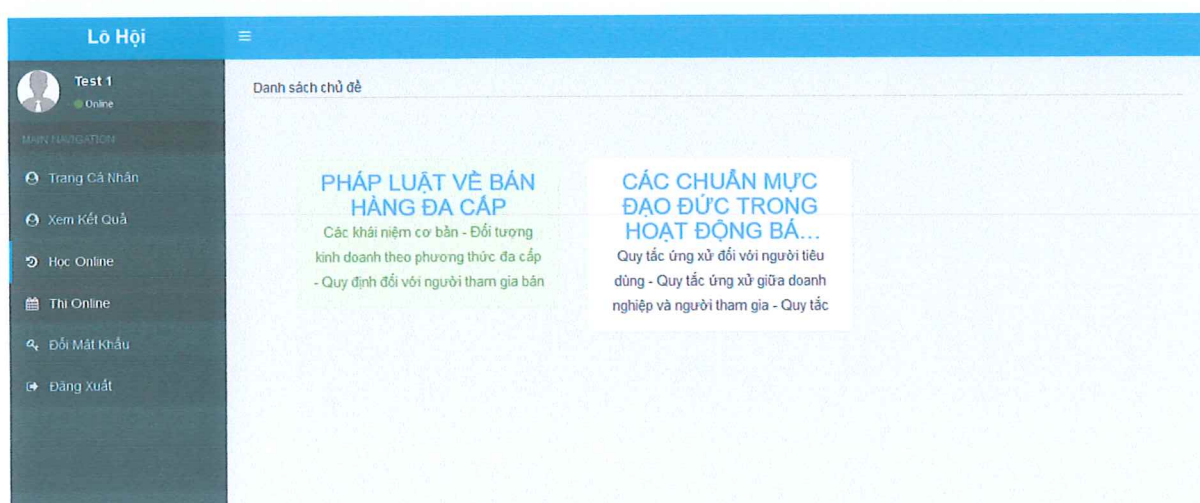 Lô Hội
Test 1
Online
MAIN NAVIGATION
Trang Cá Nhân
Xem Kết Quả
Học Online
Thi Online
Đổi Mật Khẩu
Đăng Xuất
Danh sách chủ đề
PHÁP LUẬT VỀ BÁN
HÀNG ĐA CẤP
Các khái niệm cơ bản - Đối tượng
kinh doanh theo phương thức đa cấp
- Quy định đối với người tham gia bán
CÁC CHUẨN MỰC
ĐẠO ĐỨC TRONG
HOẠT ĐỘNG BÁ...
Quy tắc ứng xử đối với người tiêu
dùng - Quy tắc ứng xử giữa doanh
nghiệp và người tham gia - Quy tắc